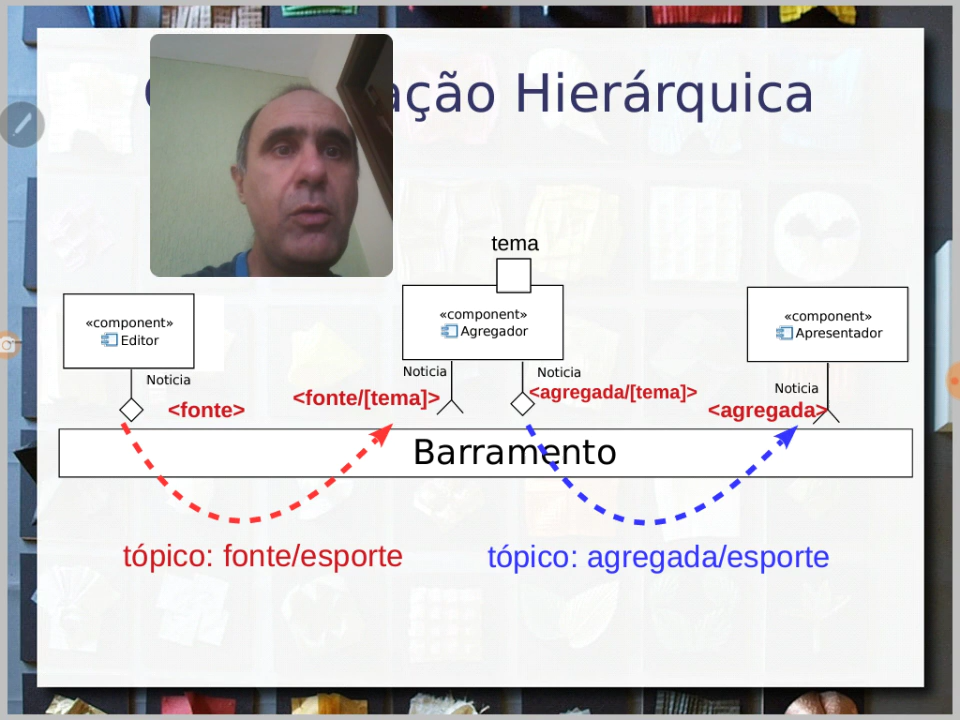 ação Hierárquica
tema
«component»
Editor
«component»
Agregador
«component»
Apresentador
Noticia
Noticia
Noticia
Noticia
<fonte>
<fonte/[tema]>
<agregada/[tema]>
<agregada>
Barramento
tópico: fonte/esporte
tópico: agregada/esporte